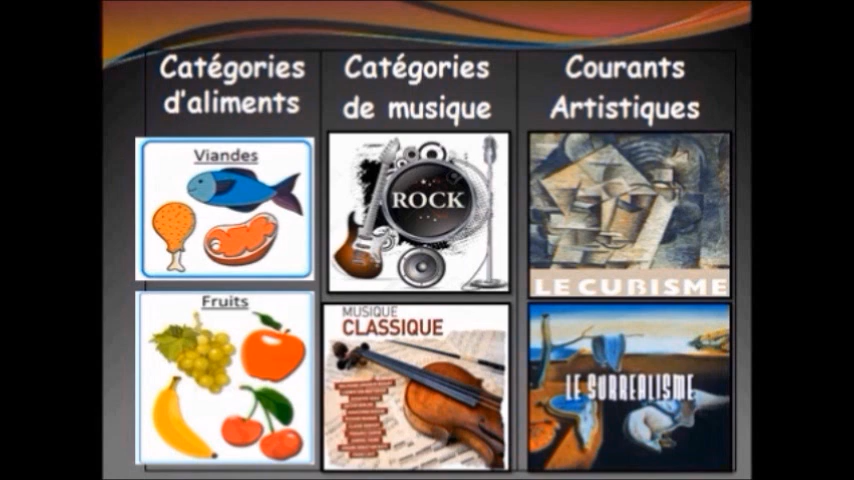 Catégories
d'aliments
Catégories
de musique
Courants
Artistiques
Viandes
ROCK
LE CUBISME
Fruits
MUSIQUE
CLASSIQUE
LE SURREALISME